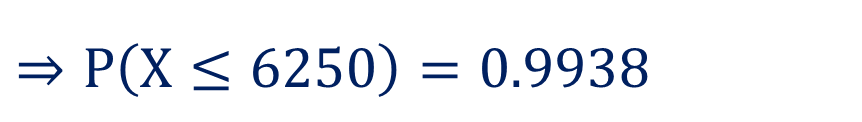 ⇒ P(X ≤ 6250) = 0.9938